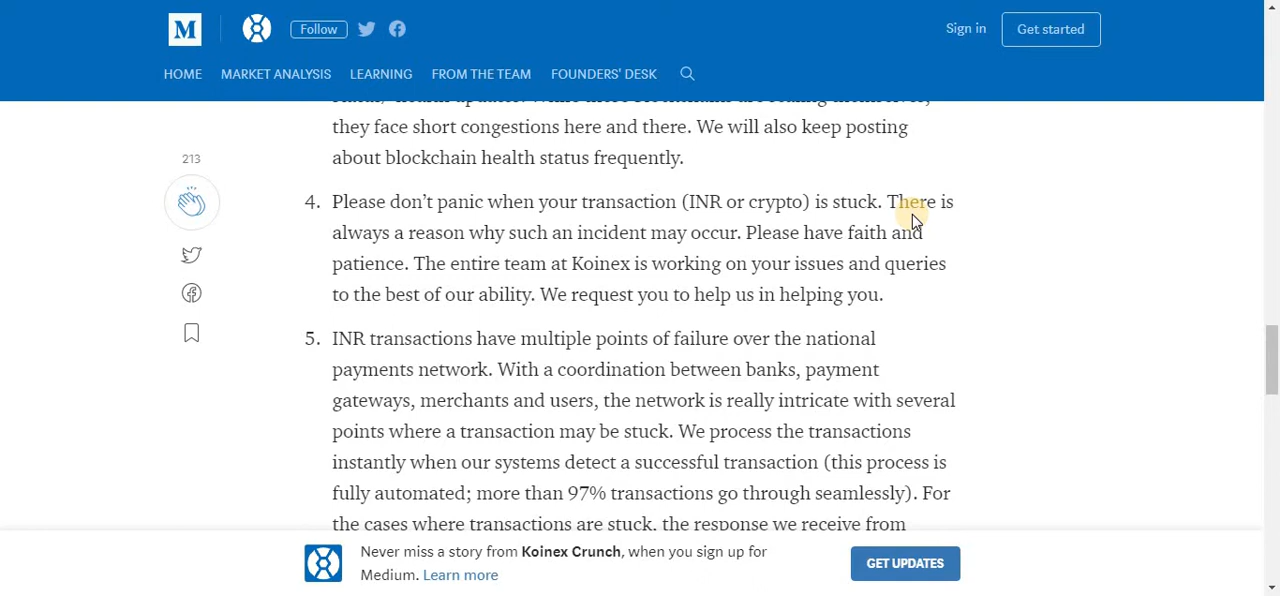 M
Follow
Sign in
Get started
HOME
MARKET ANALYSIS
LEARNING
FROM THE TEAM
FOUNDERS' DESK
they face short congestions here and there. We will also keep posting
about blockchain health status frequently.
213
4. Please don’t panic when your transaction (INR or crypto) is stuck. There is
always a reason why such an incident may occur. Please have faith and
patience. The entire team at Koinex is working on your issues and queries
to the best of our ability. We request you to help us in helping you.
5. INR transactions have multiple points of failure over the national
payments network. With a coordination between banks, payment
gateways, merchants and users, the network is really intricate with several
points where a transaction may be stuck. We process the transactions
instantly when our systems detect a successful transaction (this process is
fully automated; more than 97% transactions go through seamlessly). For
the cases where transactions are stuck, the response we receive from
Never miss a story from Koinex Crunch, when you sign up for
Medium. Learn more
GET UPDATES